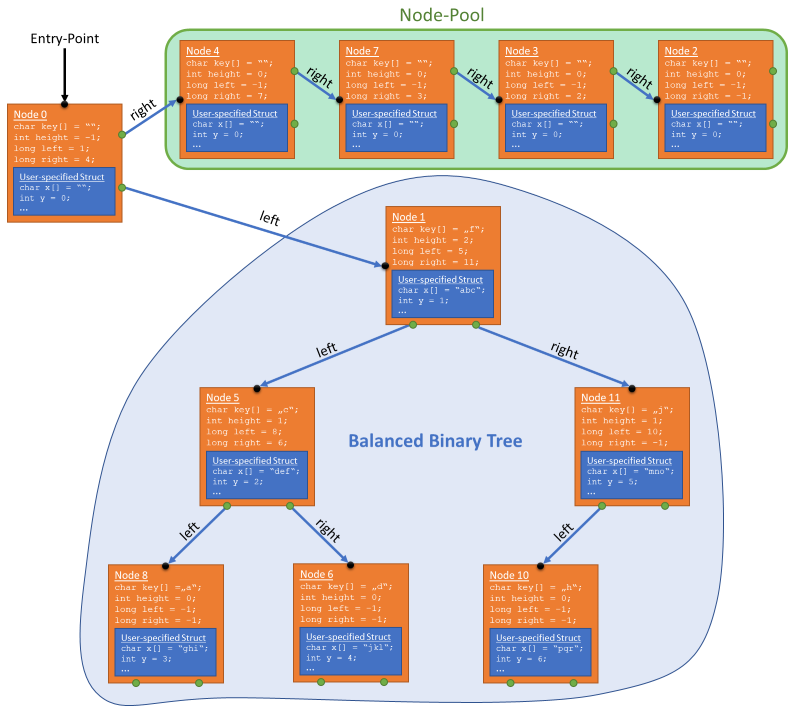 Node-Pool
Entry-Point
Node 0
char key[] = "“;
int height = -1;
long left = 1;
long right = 4;
User-specified Struct
char x[] = "“;
int y = 0;
…
right
Node 4
char key[] = "“;
int height = 0;
long left = -1;
long right = 7;
User-specified Struct
char x[] = "“;
int y = 0;
…
right
Node 7
char key[] = "“;
int height = 0;
long left = -1;
long right = 3;
User-specified Struct
char x[] = "“;
int y = 0;
…
right
Node 3
char key[] = "“;
int height = 0;
long left = -1;
long right = 2;
User-specified Struct
char x[] = "“;
int y = 0;
…
right
Node 2
char key[] = "“;
int height = 0;
long left = -1;
long right = -1;
User-specified Struct
char x[] = "“;
int y = 0;
…
left
Node 1
char key[] = „f“;
int height = 2;
long left = 5;
long right = 11;
User-specified Struct
char x[] = "abc“;
int y = 1;
…
left
right
Node 5
char key[] = „c“;
int height = 1;
long left = 8;
long right = 6;
User-specified Struct
char x[] = "def“;
int y = 2;
…
Balanced Binary Tree
Node 11
char key[] = „j“;
int height = 1;
long left = 10;
long right = -1;
User-specified Struct
char x[] = "mno“;
int y = 5;
…
left
right
left
Node 8
char key[] =„a“;
int height = 0;
long left = -1;
long right = -1;
User-specified Struct
char x[] = "ghi“;
int y = 3;
…
Node 6
char key[] = „d“;
int height = 0;
long left = -1;
long right = -1;
User-specified Struct
char x[] = "jkl“;
int y = 4;
…
Node 10
char key[] = „h“;
int height = 0;
long left = -1;
long right = -1;
User-specified Struct
char x[] = "pqr“;
int y = 6;
…